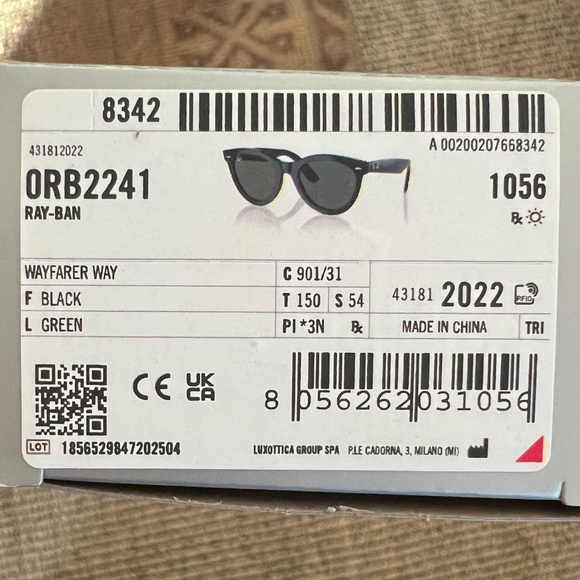 8342
431812022
A 00200207668342
0RB2241
1056
RAY-BAN
℞
WAYFARER WAY
C 901/31
F BLACK
T 150 S 54
43181 2022 RFID
L GREEN
PI *3N ℞
MADE IN CHINA
TRI
CE UK CA
8 056262 031056
LOT 1856529847202504
LUXOTTICA GROUP SPA P.LE CADORNA, 3, MILANO (MI)